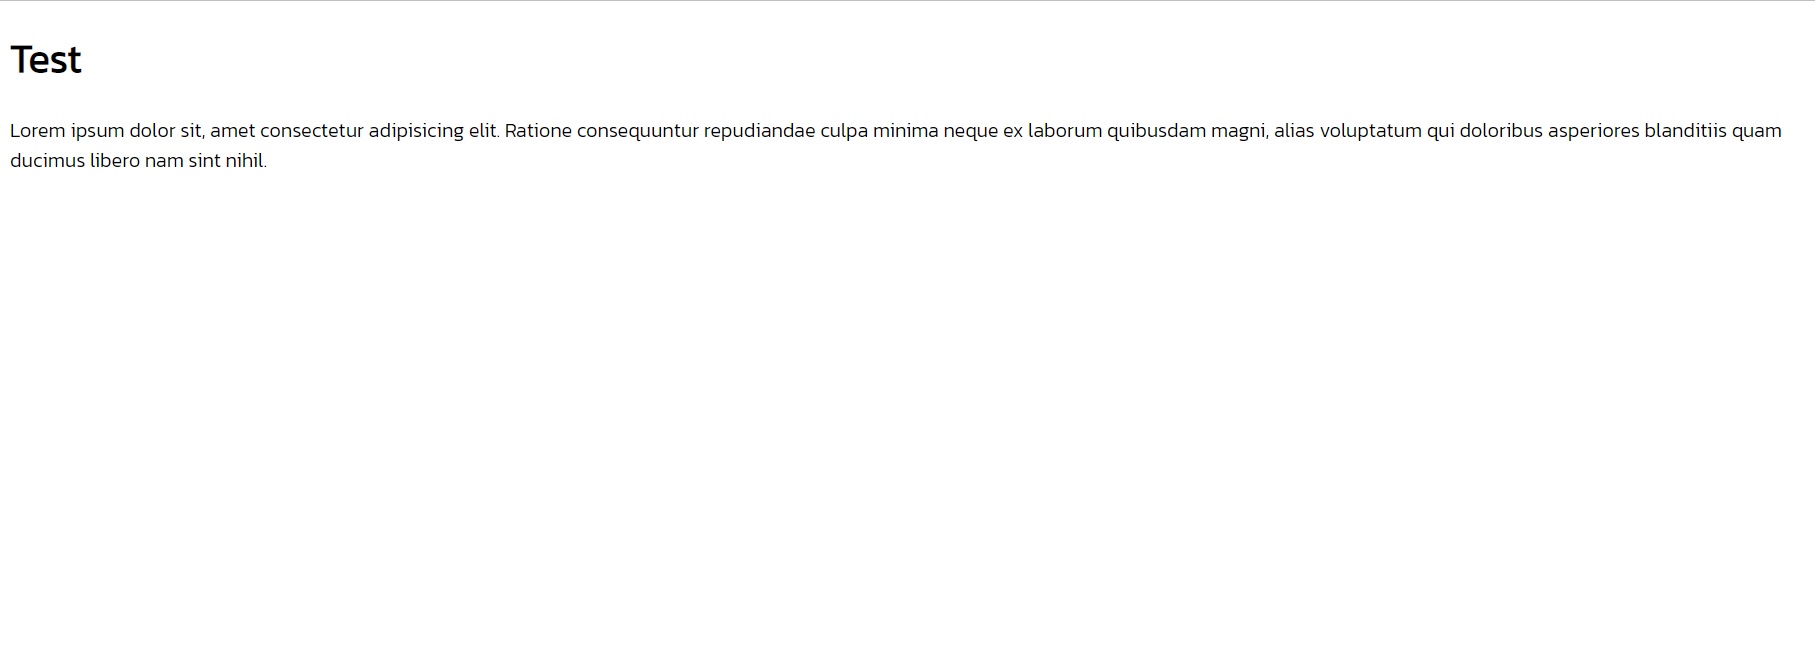 Test
Lorem ipsum dolor sit, amet consectetur adipisicing elit. Ratione consequuntur repudiandae culpa minima neque ex laborum quibusdam magni, alias voluptatum qui doloribus asperiores blanditiis quam
ducimus libero nam sint nihil.